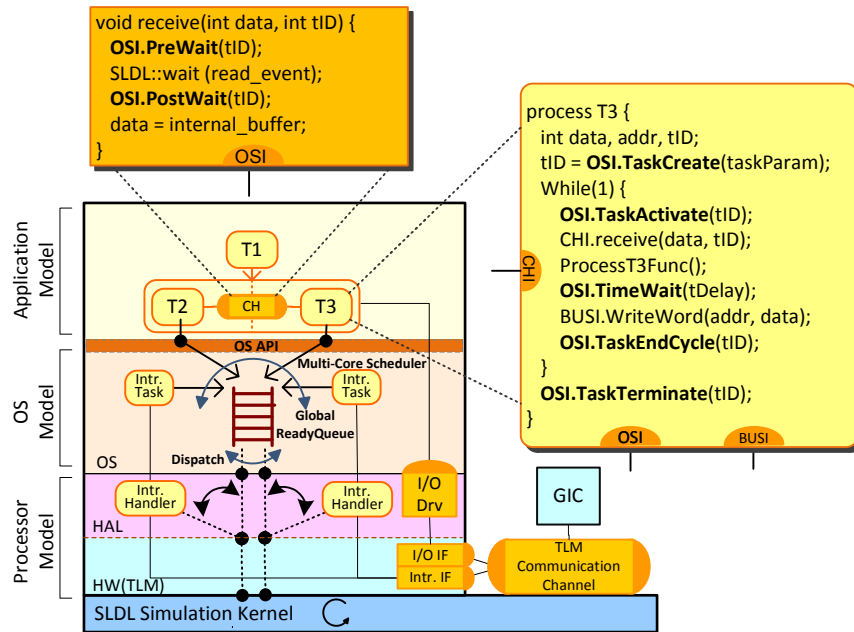 void receive(int data, int tID) {
OSI.PreWait(tID);
SLDL::wait (read_event);
OSI.PostWait(tID);
data = internal_buffer;
}
OSI
process T3 {
int data, addr, tID;
tID = OSI.TaskCreate(taskParam);
While(1) {
OSI.TaskActivate(tID);
CHI.receive(data, tID);
ProcessT3Func();
OSI.TimeWait(tDelay);
BUSI.WriteWord(addr, data);
OSI.TaskEndCycle(tID);
}
OSI.TaskTerminate(tID);
}
CHI
OSI
BUSI
Application
Model
T1
T2
CH
T3
OS API
OS
Model
Multi-Core Scheduler
Intr.
Task
Intr.
Task
Global
ReadyQueue
Dispatch
OS
Processor
Model
Intr.
Handler
Intr.
Handler
I/O
Drv
HAL
GIC
I/O IF
Intr. IF
TLM
Communication
Channel
HW(TLM)
SLDL Simulation Kernel